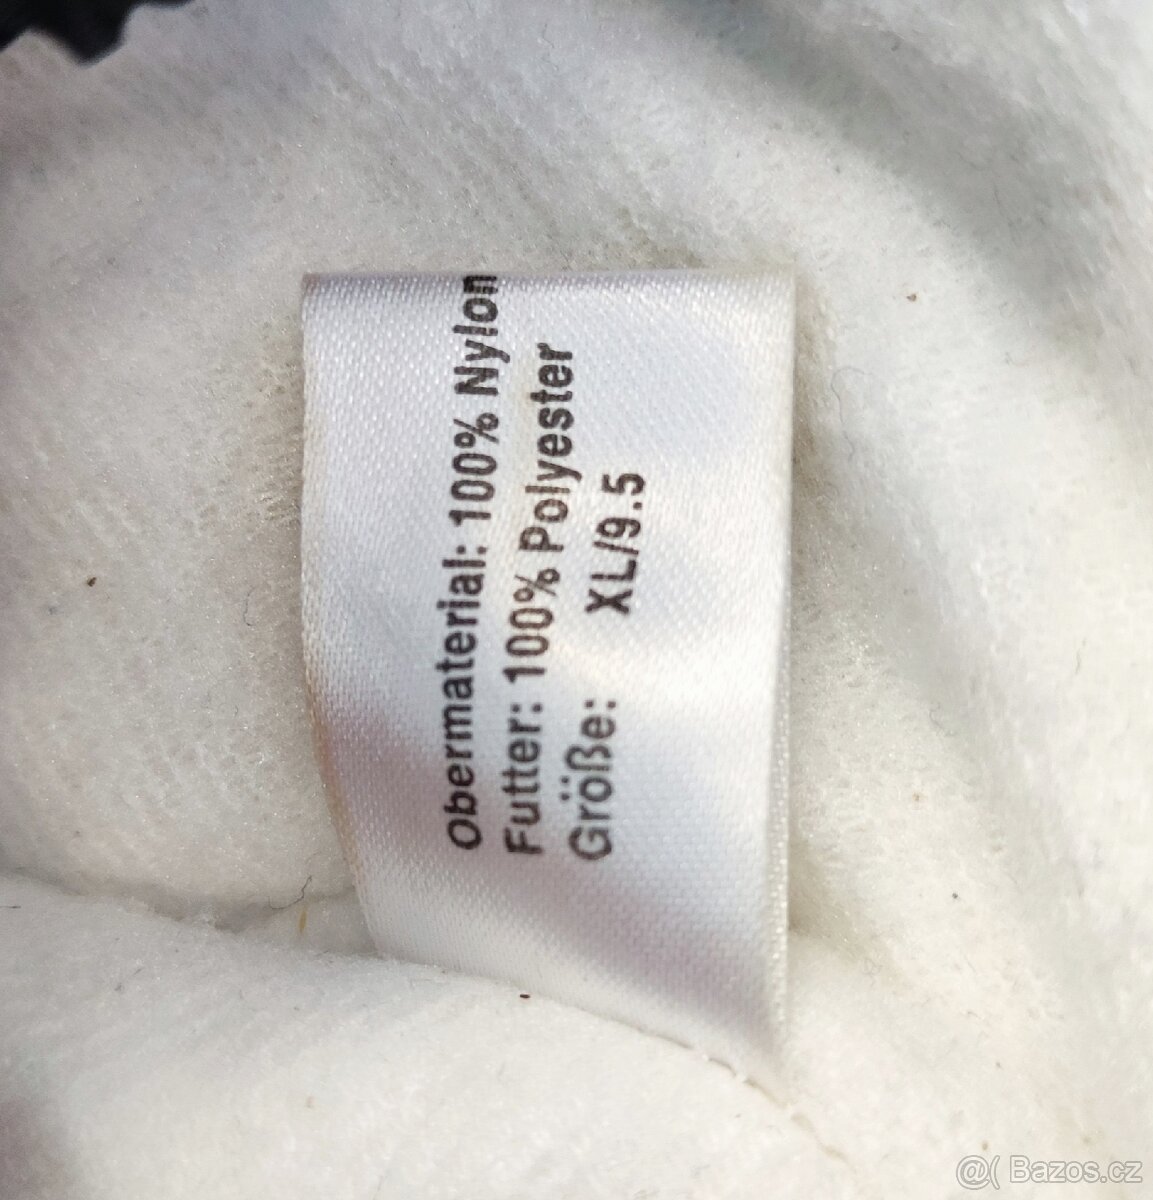 Obermaterial: 100% Nylon
Futter: 100% Polyester
Größe: XL/9.5
@( Bazos.cz